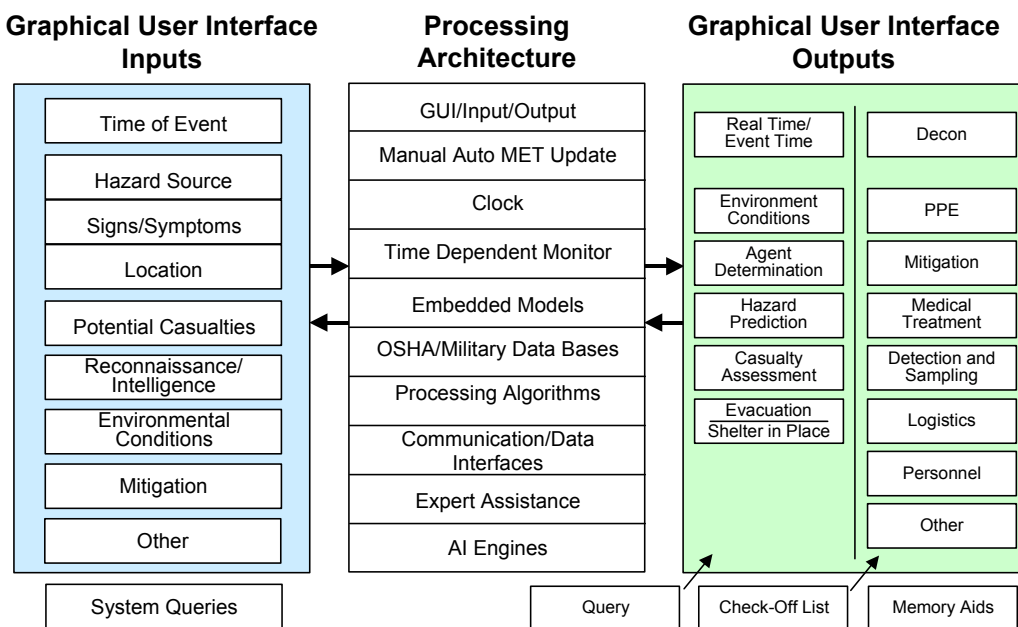 Graphical User Interface
Inputs
Time of Event
Hazard Source
Signs/Symptoms
Location
Potential Casualties
Reconnaissance/
Intelligence
Environmental
Conditions
Mitigation
Other
System Queries
Processing
Architecture
GUI/Input/Output
Manual Auto MET Update
Clock
Time Dependent Monitor
Embedded Models
OSHA/Military Data Bases
Processing Algorithms
Communication/Data
Interfaces
Expert Assistance
AI Engines
Graphical User Interface
Outputs
Real Time/
Event Time
Environment
Conditions
Agent
Determination
Hazard
Prediction
Casualty
Assessment
Evacuation
Shelter in Place
Decon
PPE
Mitigation
Medical
Treatment
Detection and
Sampling
Logistics
Personnel
Other
Query
Check-Off List
Memory Aids